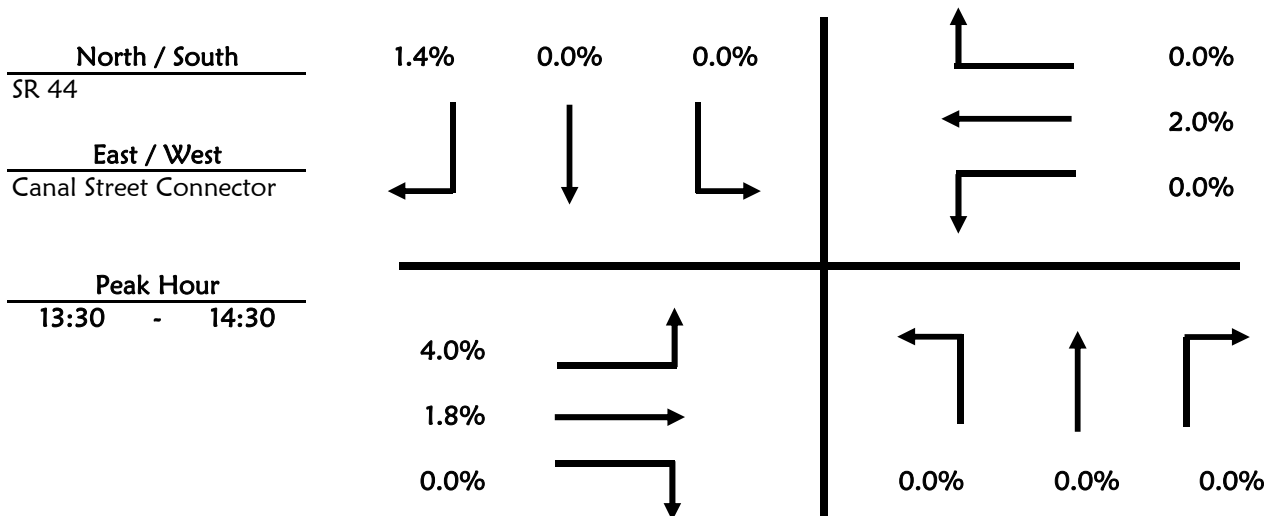 North / South
SR 44
East / West
Canal Street Connector
Peak Hour
13:30 - 14:30
1.4% 0.0% 0.0%
0.0%
2.0%
0.0%
4.0%
1.8%
0.0%
0.0% 0.0% 0.0%